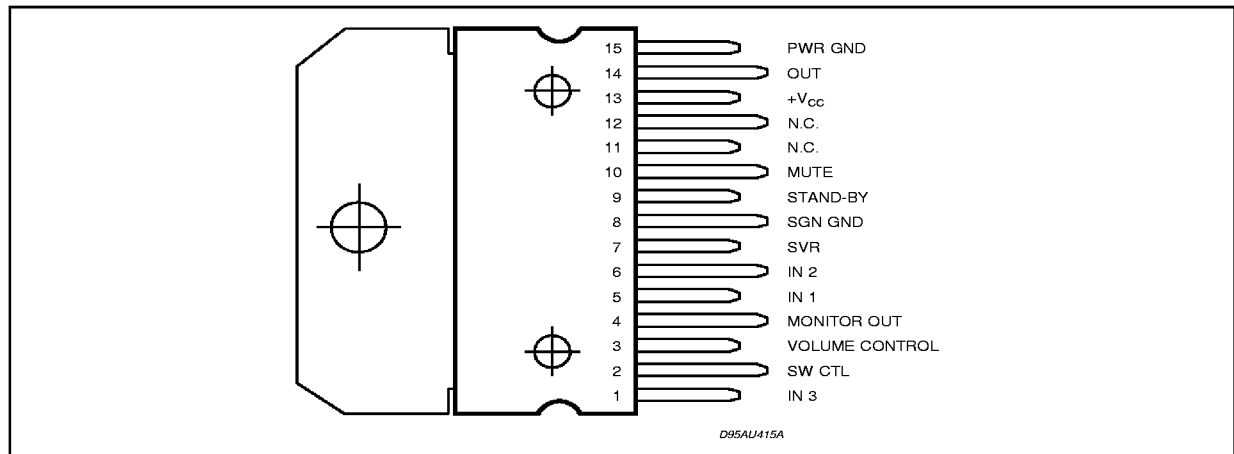 15 PWR GND
14 OUT
13 +VCC
12 N.C.
11 N.C.
10 MUTE
9 STAND-BY
8 SGN GND
7 SVR
6 IN 2
5 IN 1
4 MONITOR OUT
3 VOLUME CONTROL
2 SW CTL
1 IN 3
D95AU415A